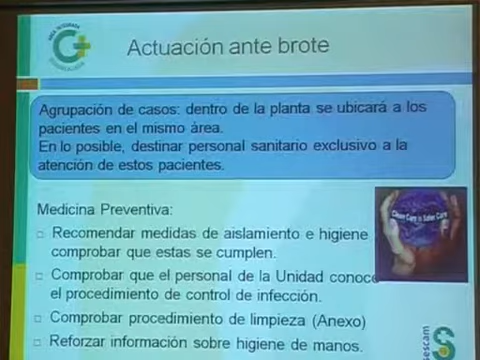 Actuación ante brote
Agrupación de casos: dentro de la planta se ubicará a los
pacientes en el mismo área.
En lo posible, destinar personal sanitario exclusivo a la
atención de estos pacientes.
Medicina Preventiva:
Recomendar medidas de aislamiento e higiene
comprobar que estas se cumplen.
Clean Care is Safer Care
Comprobar que el personal de la Unidad conoce
el procedimiento de control de infección.
Comprobar procedimiento de limpieza (Anexo)
Reforzar información sobre higiene de manos.
sescam